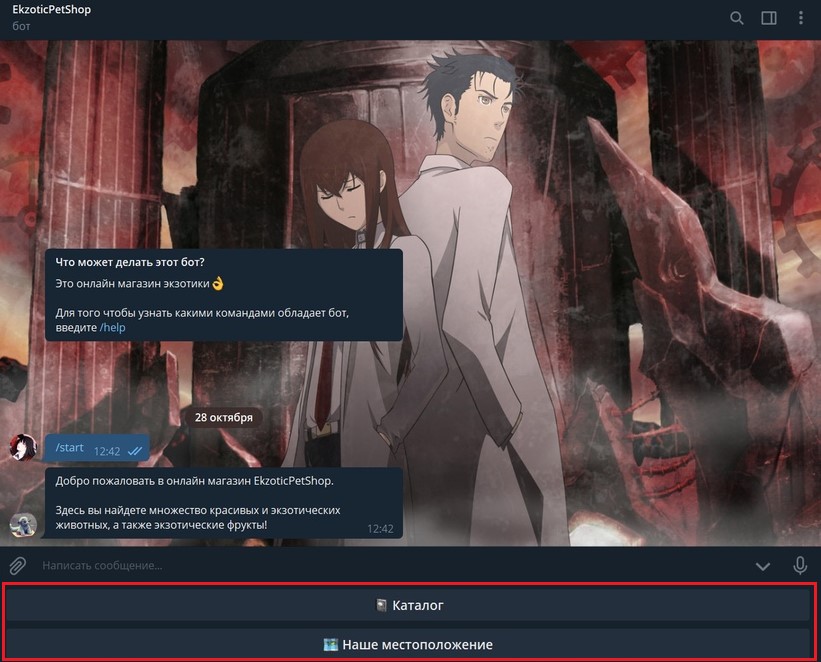 EkzoticPetShop
бот
Что может делать этот бот?
Это онлайн магазин экзотики👌
Для того чтобы узнать какими командами обладает бот,
введите /help
28 октября
/start 12:42
Добро пожаловать в онлайн магазин EkzoticPetShop.
Здесь вы найдете множество красивых и экзотических
животных, а также экзотические фрукты!
12:42
Написать сообщение...
Каталог
Наше местоположение